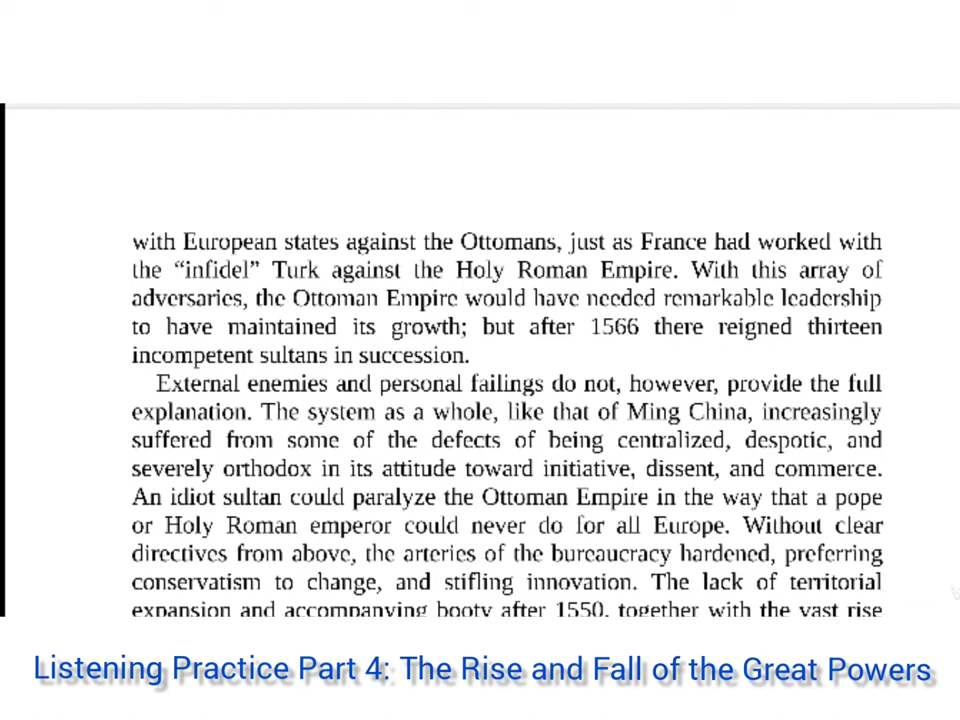 with European states against the Ottomans, just as France had worked with
the “infidel” Turk against the Holy Roman Empire. With this array of
adversaries, the Ottoman Empire would have needed remarkable leadership
to have maintained its growth; but after 1566 there reigned thirteen
incompetent sultans in succession.
External enemies and personal failings do not, however, provide the full
explanation. The system as a whole, like that of Ming China, increasingly
suffered from some of the defects of being centralized, despotic, and
severely orthodox in its attitude toward initiative, dissent, and commerce.
An idiot sultan could paralyze the Ottoman Empire in the way that a pope
or Holy Roman emperor could never do for all Europe. Without clear
directives from above, the arteries of the bureaucracy hardened, preferring
conservatism to change, and stifling innovation. The lack of territorial
expansion and accompanying booty after 1550, together with the vast rise
Listening Practice Part 4: The Rise and Fall of the Great Powers